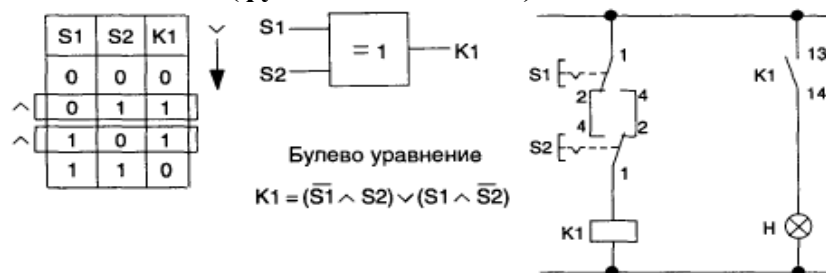 S1 S2 K1
0 0 0
0 1 1
1 0 1
1 1 0
S1
S2
= 1
K1
Булево уравнение
K1 = (S̅1̅ ∧ S2) ∨ (S1 ∧ S̅2̅)
1
S1
2 4
4 2
S2
1
K1
13
K1
14
H